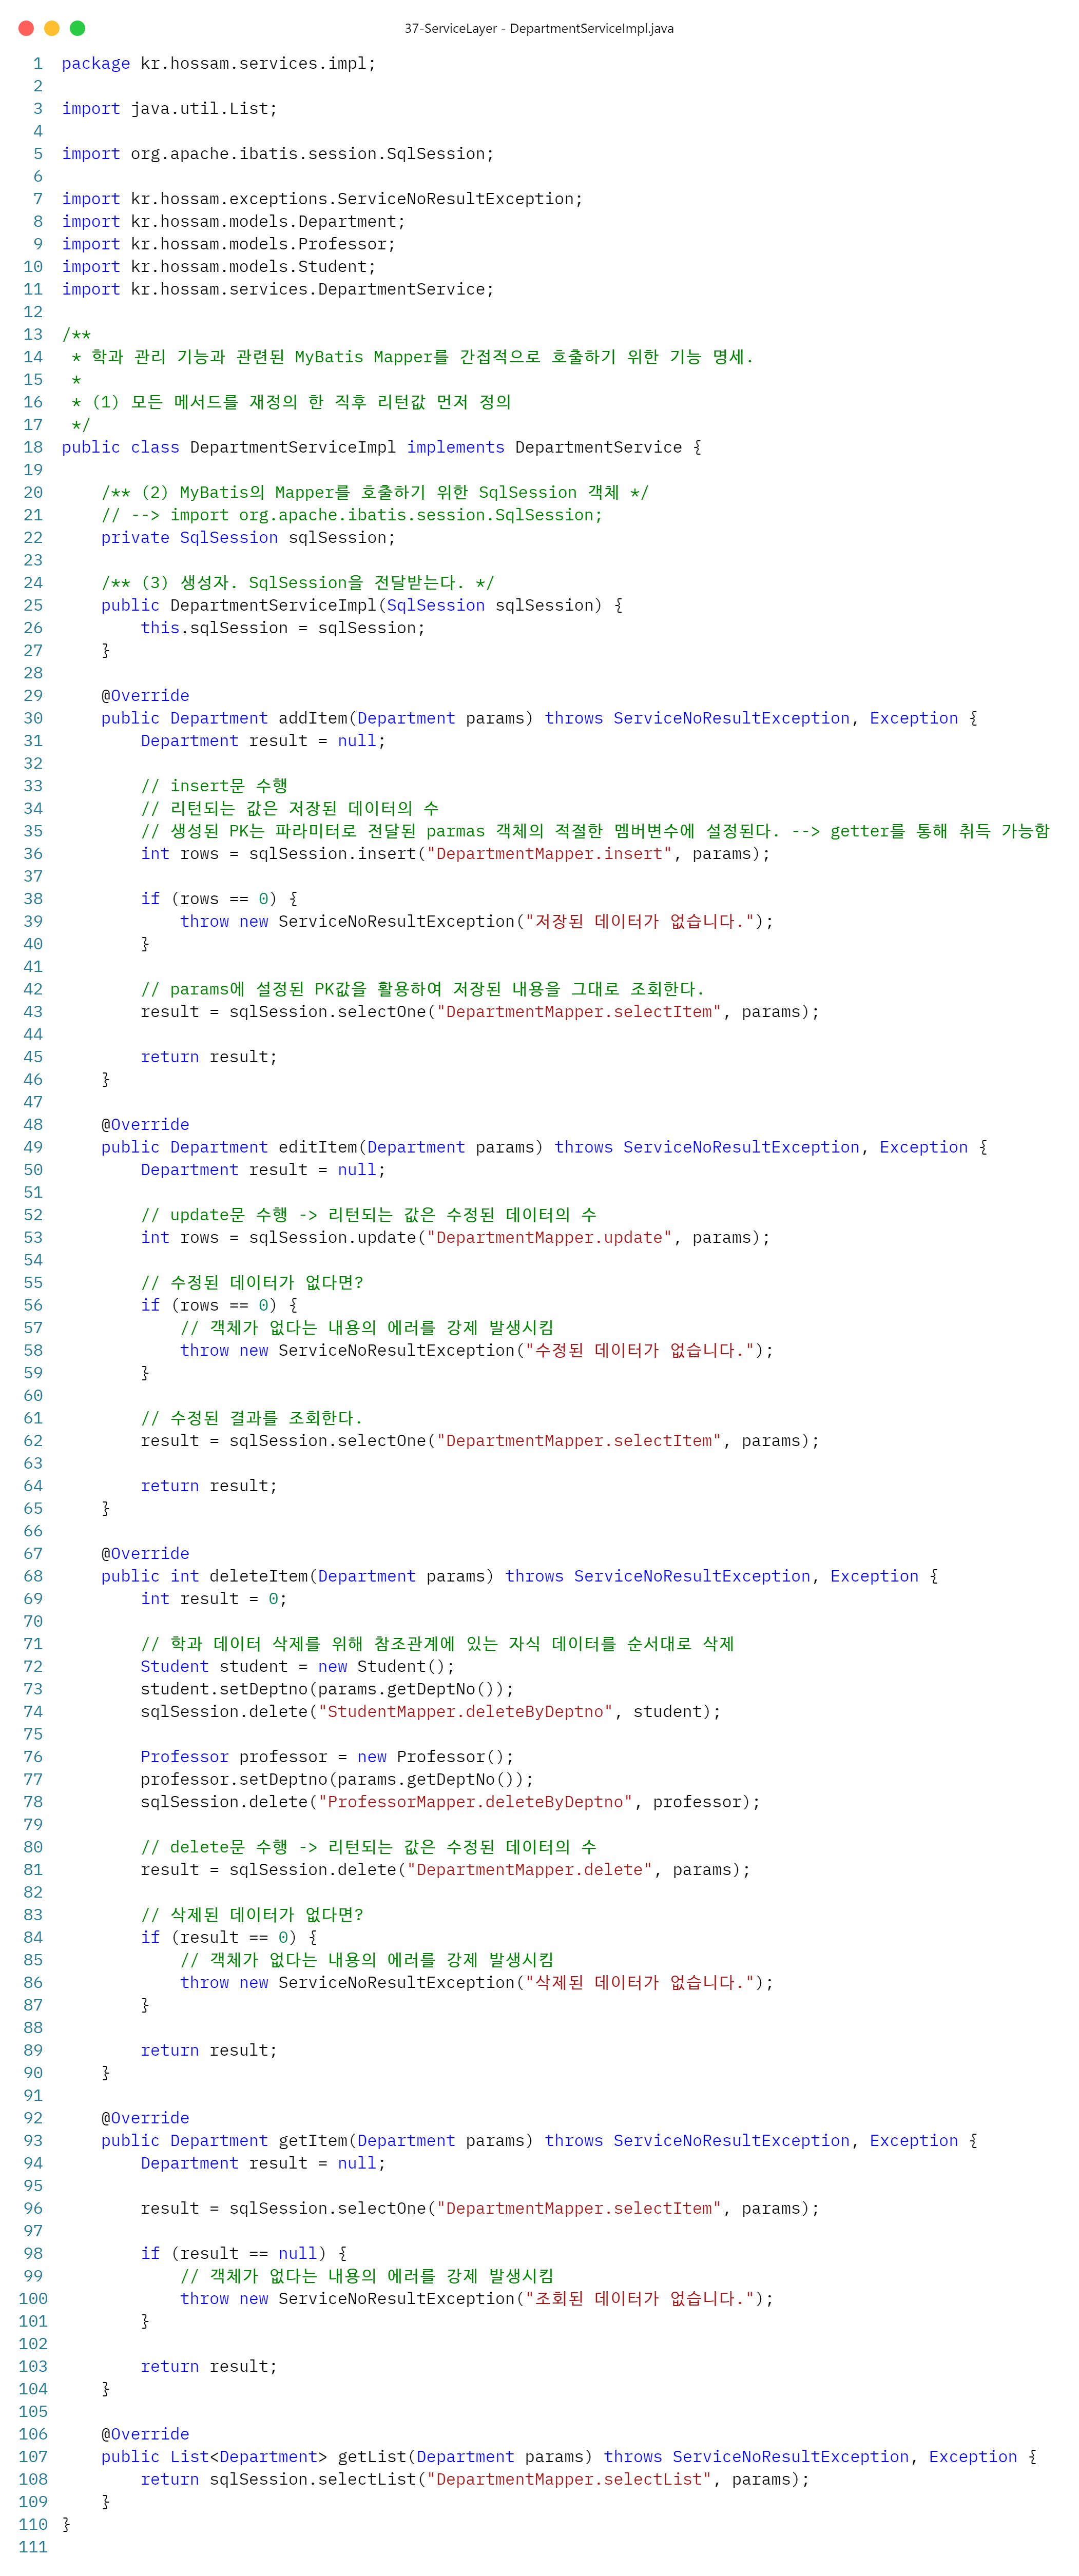 37-ServiceLayer - DepartmentServiceImpl.java
1 package kr.hossam.services.impl;
2
3 import java.util.List;
4
5 import org.apache.ibatis.session.SqlSession;
6
7 import kr.hossam.exceptions.ServiceNoResultException;
8 import kr.hossam.models.Department;
9 import kr.hossam.models.Professor;
10 import kr.hossam.models.Student;
11 import kr.hossam.services.DepartmentService;
12
13 /**
14  * 학과 관리 기능과 관련된 MyBatis Mapper를 간접적으로 호출하기 위한 기능 명세.
15  *
16  * (1) 모든 메서드를 재정의 한 직후 리턴값 먼저 정의
17  */
18 public class DepartmentServiceImpl implements DepartmentService {
19
20     /** (2) MyBatis의 Mapper를 호출하기 위한 SqlSession 객체 */
21     // --> import org.apache.ibatis.session.SqlSession;
22     private SqlSession sqlSession;
23
24     /** (3) 생성자. SqlSession을 전달받는다. */
25     public DepartmentServiceImpl(SqlSession sqlSession) {
26         this.sqlSession = sqlSession;
27     }
28
29     @Override
30     public Department addItem(Department params) throws ServiceNoResultException, Exception {
31         Department result = null;
32
33         // insert문 수행
34         // 리턴되는 값은 저장된 데이터의 수
35         // 생성된 PK는 파라미터로 전달된 parmas 객체의 적절한 멤버변수에 설정된다. --> getter를 통해 취득 가능함
36         int rows = sqlSession.insert("DepartmentMapper.insert", params);
37
38         if (rows == 0) {
39             throw new ServiceNoResultException("저장된 데이터가 없습니다.");
40         }
41
42         // params에 설정된 PK값을 활용하여 저장된 내용을 그대로 조회한다.
43         result = sqlSession.selectOne("DepartmentMapper.selectItem", params);
44
45         return result;
46     }
47
48     @Override
49     public Department editItem(Department params) throws ServiceNoResultException, Exception {
50         Department result = null;
51
52         // update문 수행 -> 리턴되는 값은 수정된 데이터의 수
53         int rows = sqlSession.update("DepartmentMapper.update", params);
54
55         // 수정된 데이터가 없다면?
56         if (rows == 0) {
57             // 객체가 없다는 내용의 에러를 강제 발생시킴
58             throw new ServiceNoResultException("수정된 데이터가 없습니다.");
59         }
60
61         // 수정된 결과를 조회한다.
62         result = sqlSession.selectOne("DepartmentMapper.selectItem", params);
63
64         return result;
65     }
66
67     @Override
68     public int deleteItem(Department params) throws ServiceNoResultException, Exception {
69         int result = 0;
70
71         // 학과 데이터 삭제를 위해 참조관계에 있는 자식 데이터를 순서대로 삭제
72         Student student = new Student();
73         student.setDeptno(params.getDeptNo());
74         sqlSession.delete("StudentMapper.deleteByDeptno", student);
75
76         Professor professor = new Professor();
77         professor.setDeptno(params.getDeptNo());
78         sqlSession.delete("ProfessorMapper.deleteByDeptno", professor);
79
80         // delete문 수행 -> 리턴되는 값은 수정된 데이터의 수
81         result = sqlSession.delete("DepartmentMapper.delete", params);
82
83         // 삭제된 데이터가 없다면?
84         if (result == 0) {
85             // 객체가 없다는 내용의 에러를 강제 발생시킴
86             throw new ServiceNoResultException("삭제된 데이터가 없습니다.");
87         }
88
89         return result;
90     }
91
92     @Override
93     public Department getItem(Department params) throws ServiceNoResultException, Exception {
94         Department result = null;
95
96         result = sqlSession.selectOne("DepartmentMapper.selectItem", params);
97
98         if (result == null) {
99             // 객체가 없다는 내용의 에러를 강제 발생시킴
100             throw new ServiceNoResultException("조회된 데이터가 없습니다.");
101         }
102
103         return result;
104     }
105
106     @Override
107     public List<Department> getList(Department params) throws ServiceNoResultException, Exception {
108         return sqlSession.selectList("DepartmentMapper.selectList", params);
109     }
110 }
111